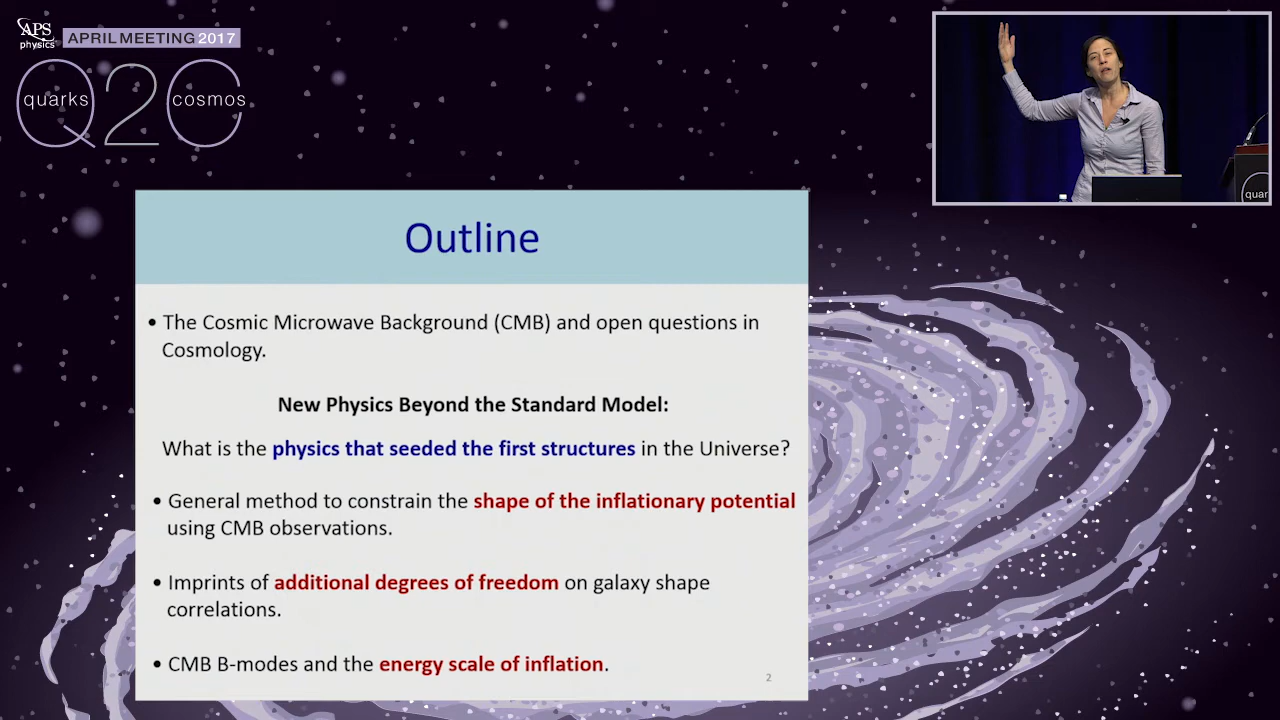 APS
physics
APRIL MEETING 2017
Q2C
quarks
cosmos
quar
Outline
• The Cosmic Microwave Background (CMB) and open questions in
Cosmology.
New Physics Beyond the Standard Model:
What is the physics that seeded the first structures in the Universe?
• General method to constrain the shape of the inflationary potential
using CMB observations.
• Imprints of additional degrees of freedom on galaxy shape
correlations.
• CMB B-modes and the energy scale of inflation.
2